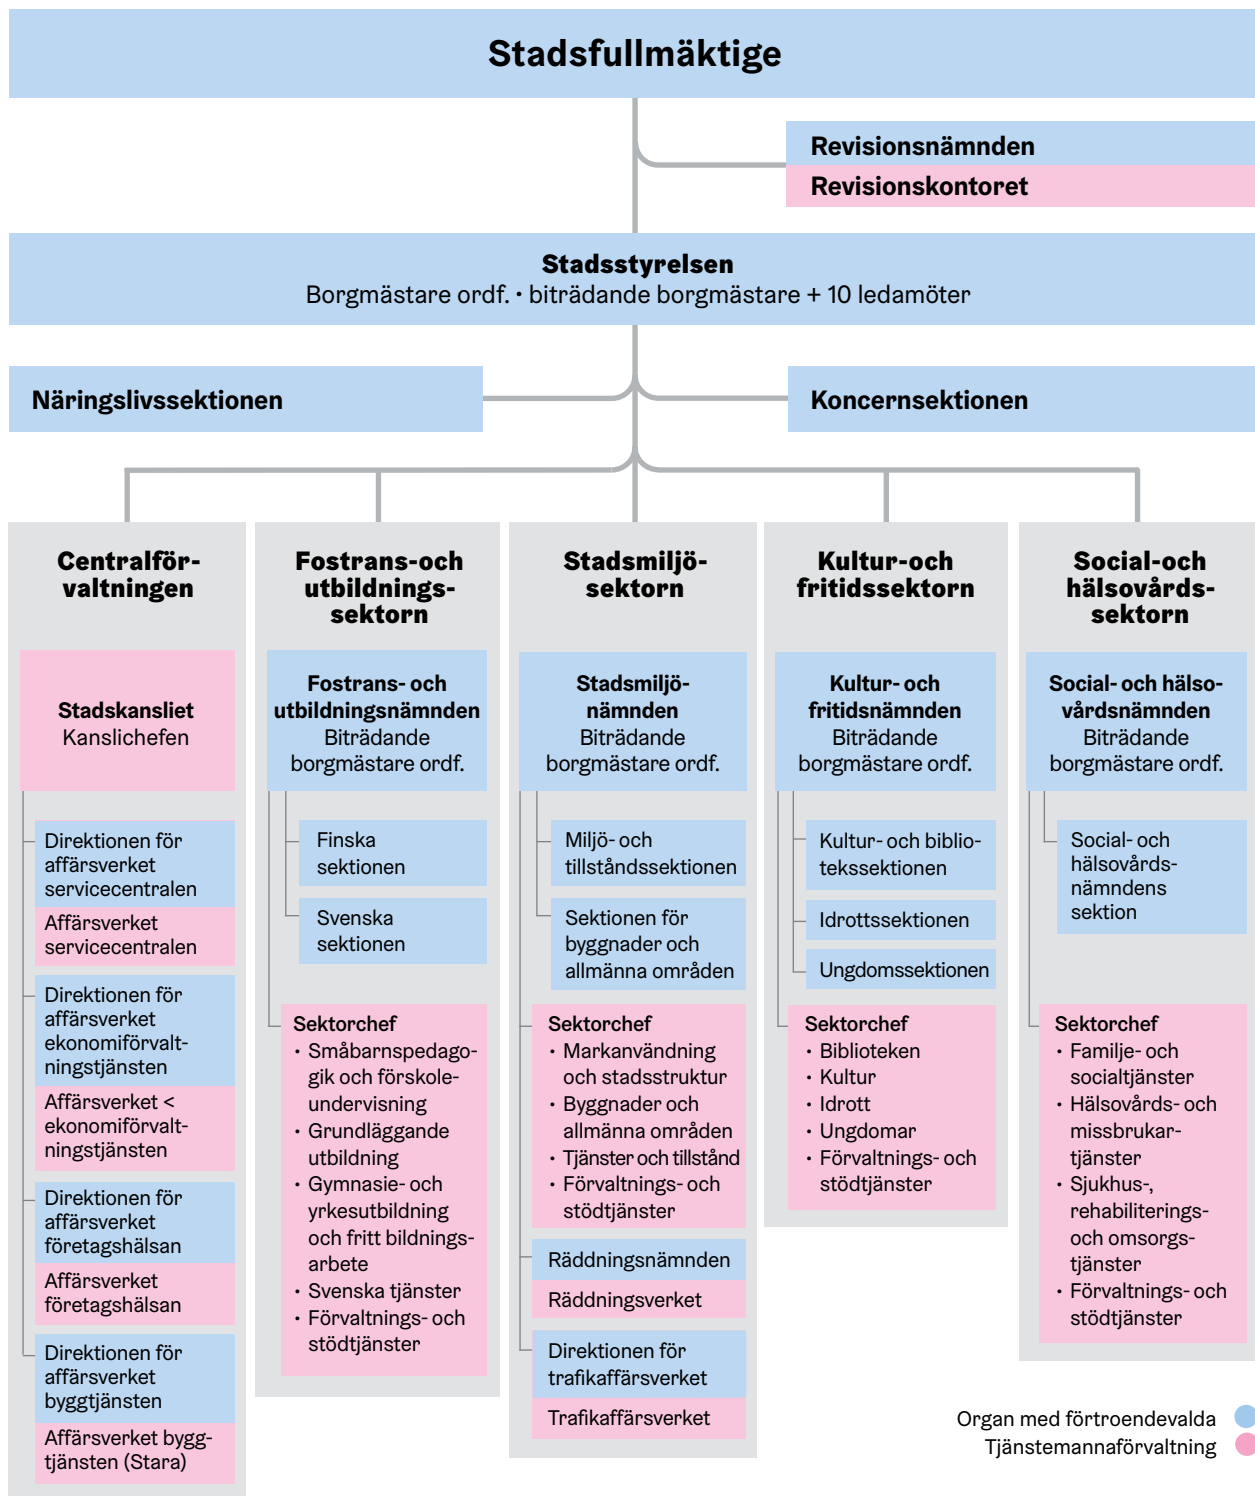 Stadsfullmäktige
Revisionsnämnden
Revisionskontoret
Stadsstyrelsen
Borgmästare ordf. • biträdande borgmästare + 10 ledamöter
Näringslivssektionen
Koncernsektionen
Centralför-
valtningen
Stadskansliet
Kanslichefen
Direktionen för
affärsverket
servicecentralen
Affärsverket
servicecentralen
Direktionen för
affärsverket
ekonomiförvalt-
ningstjänsten
Affärsverket <
ekonomiförvalt-
ningstjänsten
Direktionen för
affärsverket
företagshälsan
Affärsverket
företagshälsan
Direktionen för
affärsverket
byggtjänsten
Affärsverket bygg-
tjänsten (Stara)
Fostrans-och
utbildnings-
sektorn
Fostrans- och
utbildningsnämnden
Biträdande
borgmästare ordf.
Finska
sektionen
Svenska
sektionen
Sektorchef
• Småbarnspedago-
gik och förskole-
undervisning
• Grundläggande
utbildning
• Gymnasie- och
yrkesutbildning
och fritt bildnings-
arbete
• Svenska tjänster
• Förvaltnings- och
stödtjänster
Stadsmiljö-
sektorn
Stadsmiljö-
nämnden
Biträdande
borgmästare ordf.
Miljö- och
tillståndssektionen
Sektionen för
byggnader och
allmänna områden
Sektorchef
• Markanvändning
och stadsstruktur
• Byggnader och
allmänna områden
• Tjänster och tillstånd
• Förvaltnings- och
stödtjänster
Räddningsnämnden
Räddningsverket
Direktionen för
trafikaffärsverket
Trafikaffärsverket
Kultur-och
fritidssektorn
Kultur- och
fritidsnämnden
Biträdande
borgmästare ordf.
Kultur- och biblio-
tekssektionen
Idrottssektionen
Ungdomssektionen
Sektorchef
• Biblioteken
• Kultur
• Idrott
• Ungdomar
• Förvaltnings- och
stödtjänster
Social-och
hälsovårds-
sektorn
Social- och hälso-
vårdsnämnden
Biträdande
borgmästare ordf.
Social- och
hälsovårds-
nämndens
sektion
Sektorchef
• Familje- och
socialtjänster
• Hälsovårds- och
missbrukar-
tjänster
• Sjukhus-,
rehabiliterings-
och omsorgs-
tjänster
• Förvaltnings- och
stödtjänster
Organ med förtroendevalda
Tjänstemannaförvaltning